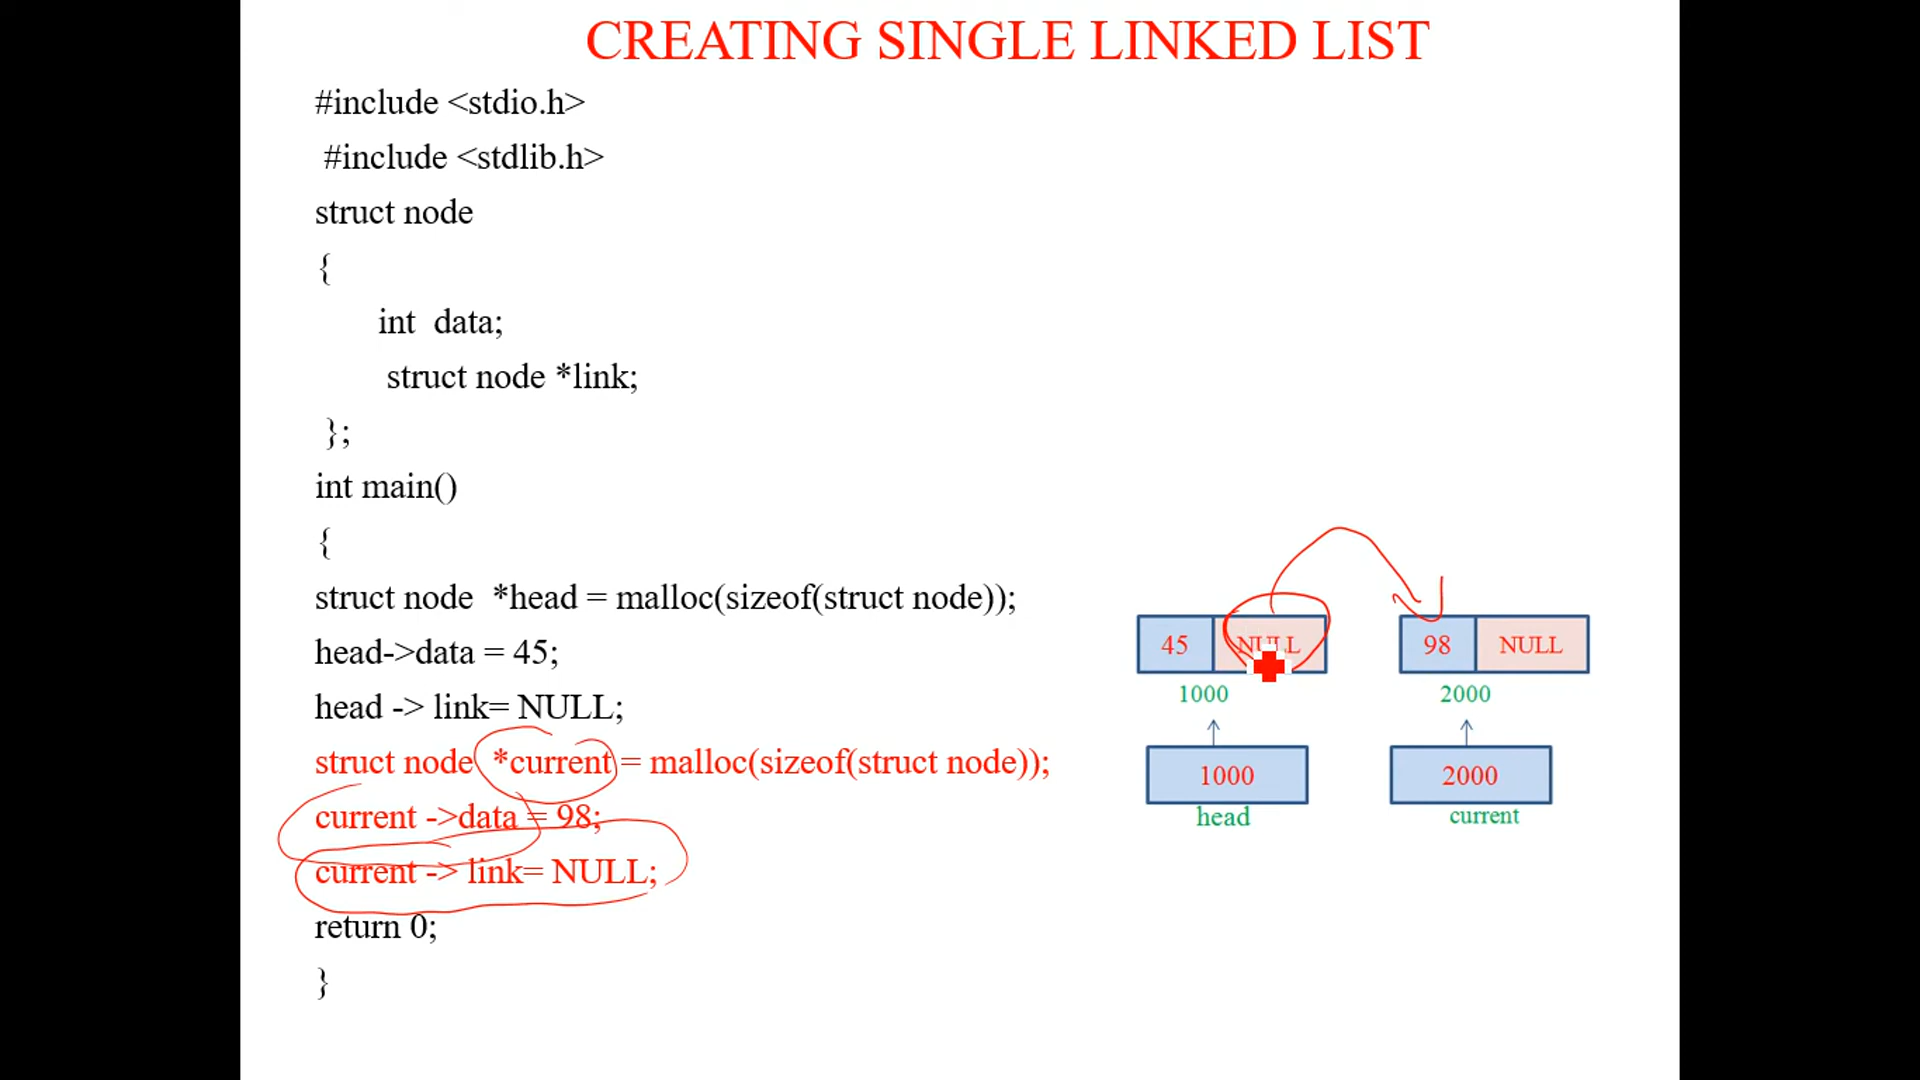 CREATING SINGLE LINKED LIST
#include <stdio.h>
#include <stdlib.h>
struct node
{
int data;
struct node *link;
};
int main()
{
struct node *head = malloc(sizeof(struct node));
head->data = 45;
head -> link= NULL;
struct node *current = malloc(sizeof(struct node));
current ->data = 98;
current -> link= NULL;
return 0;
}
45 NULL 98 NULL
1000 2000
1000 2000
head current